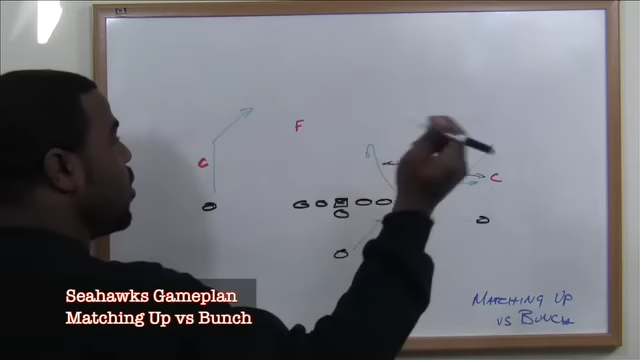 F
C
C
MATCHING UP
VS BUNCH
Seahawks Gameplan
Matching Up vs Bunch